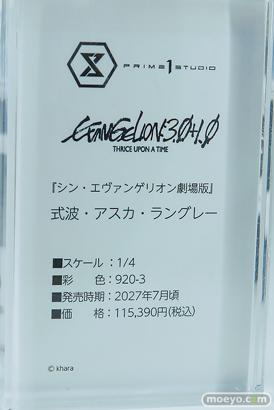 PRIME 1 STUDIO
EVANGELION:3.0+1.0
THRICE UPON A TIME
『シン・エヴァンゲリオン劇場版』
式波・アスカ・ラングレー
■スケール：1/4
■彩　　色：920-3
■発売時期：2027年7月頃
■価　　格：115,390円(税込)
© khara
moeyo.com